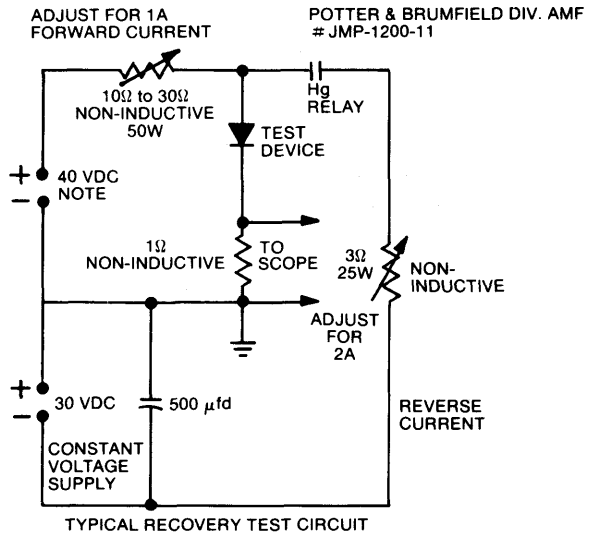 ADJUST FOR 1A
FORWARD CURRENT
POTTER & BRUMFIELD DIV. AMF
# JMP-1200-11
10Ω to 30Ω
NON-INDUCTIVE
50W
Hg
RELAY
TEST
DEVICE
+
40 VDC
-
NOTE
1Ω
NON-INDUCTIVE
TO
SCOPE
3Ω
25W
NON-
INDUCTIVE
ADJUST
FOR
2A
+
30 VDC
-
500 μfd
CONSTANT
VOLTAGE
SUPPLY
REVERSE
CURRENT
TYPICAL RECOVERY TEST CIRCUIT